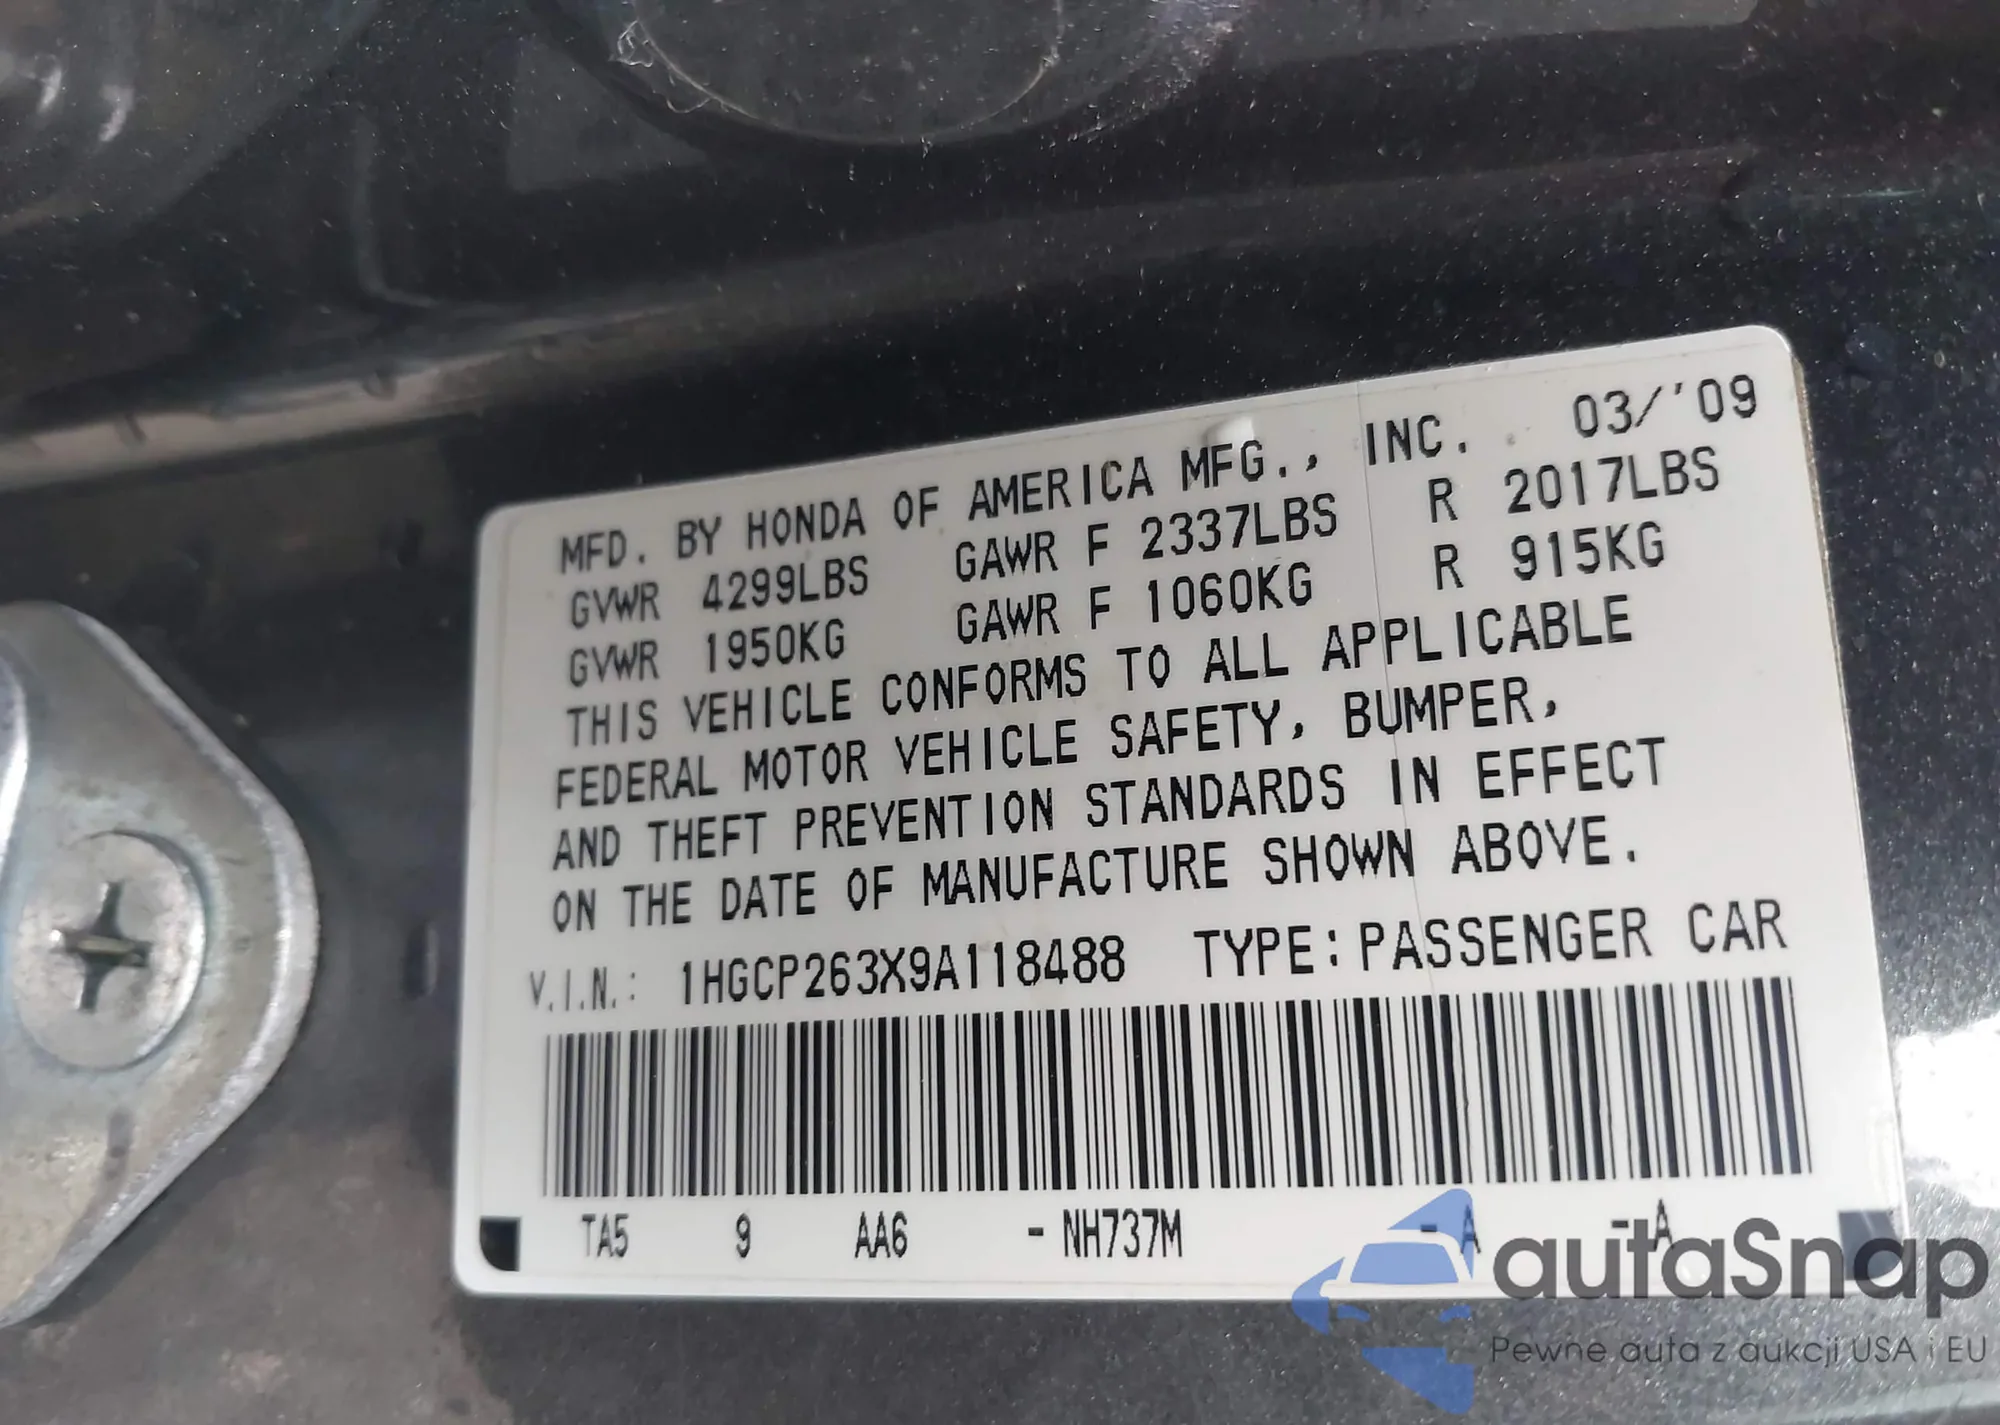 MFD. BY HONDA OF AMERICA MFG., INC. 03/'09
GVWR 4299LBS GAWR F 2337LBS R 2017LBS
GVWR 1950KG GAWR F 1060KG R 915KG
THIS VEHICLE CONFORMS TO ALL APPLICABLE
FEDERAL MOTOR VEHICLE SAFETY, BUMPER,
AND THEFT PREVENTION STANDARDS IN EFFECT
ON THE DATE OF MANUFACTURE SHOWN ABOVE.
V.I.N.: 1HGCP263X9A118488 TYPE:PASSENGER CAR
TA5 9 AA6 -NH737M -A -A
autaSnap
Pewne auta z aukcji USA i EU